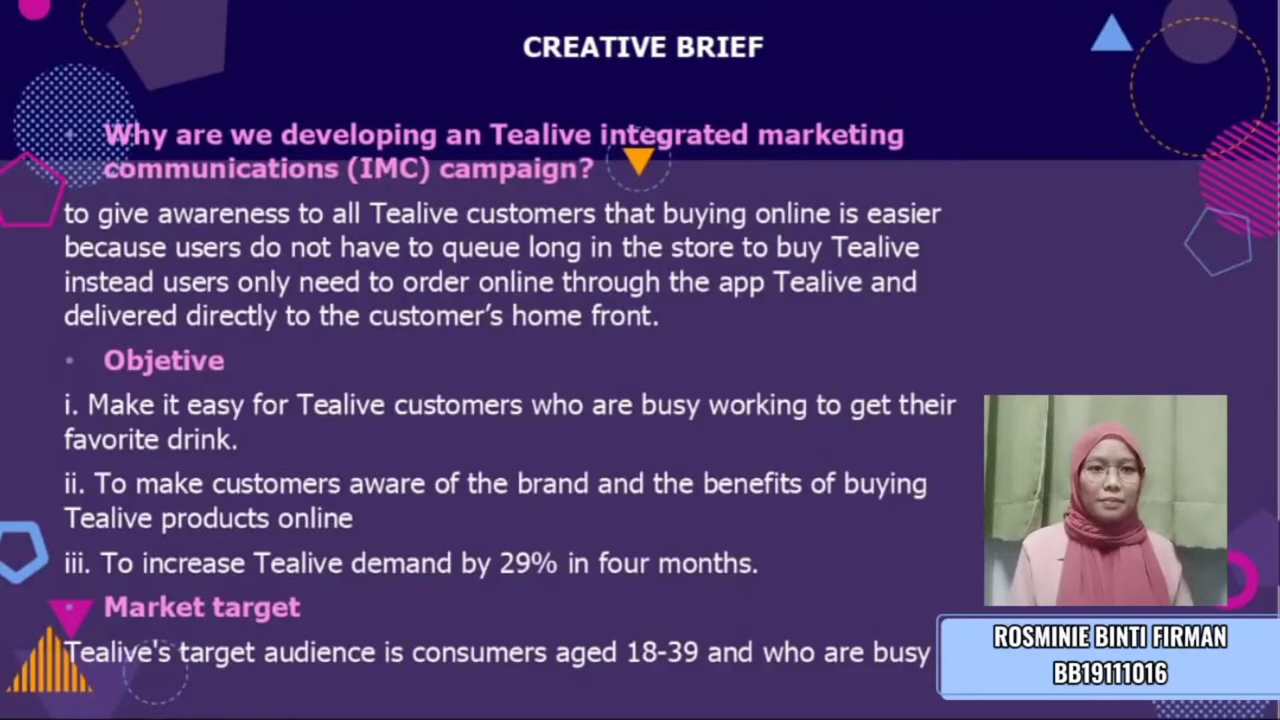 CREATIVE BRIEF
• Why are we developing an Tealive integrated marketing
communications (IMC) campaign?
to give awareness to all Tealive customers that buying online is easier
because users do not have to queue long in the store to buy Tealive
instead users only need to order online through the app Tealive and
delivered directly to the customer’s home front.
• Objetive
i. Make it easy for Tealive customers who are busy working to get their
favorite drink.
ii. To make customers aware of the brand and the benefits of buying
Tealive products online
iii. To increase Tealive demand by 29% in four months.
• Market target
Tealive's target audience is consumers aged 18-39 and who are busy
ROSMINIE BINTI FIRMAN
BB19111016